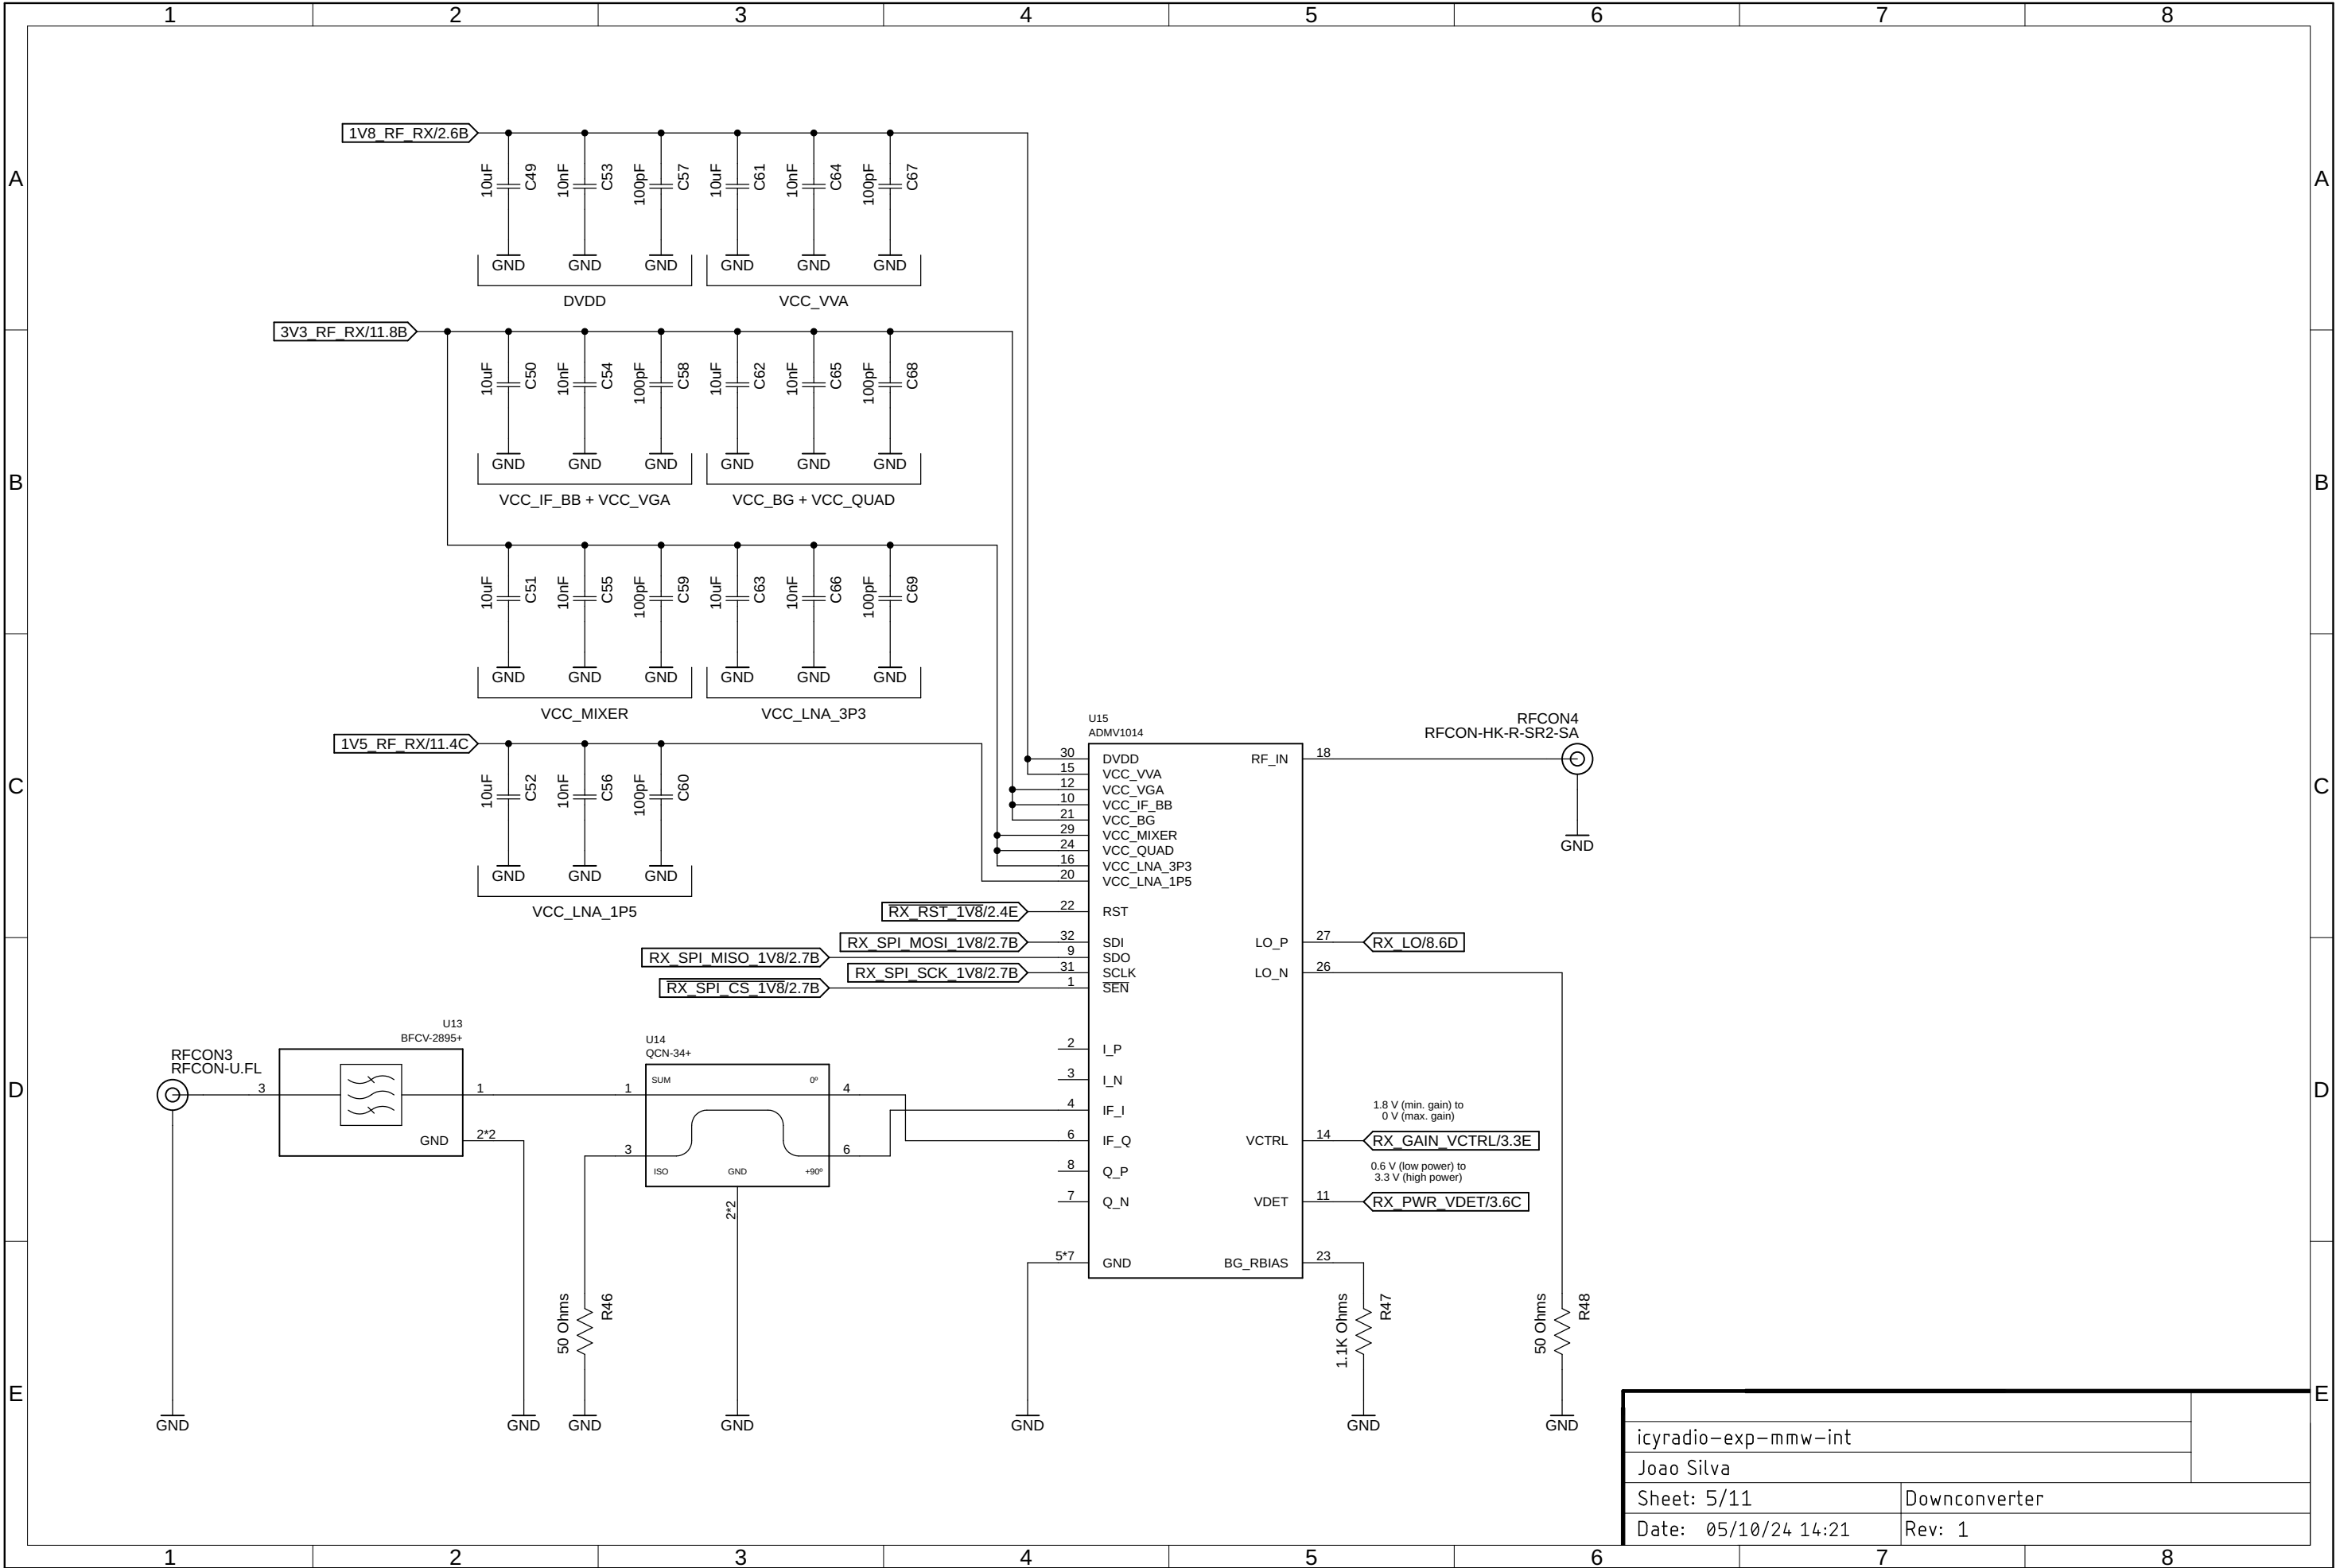 1 2 3 4 5 6 7 8
A A
1V8_RF_RX/2.6B
10uF C49 10nF C53 100pF C57 10uF C61 10nF C64 100pF C67
GND GND GND GND GND GND
DVDD VCC_VVA
3V3_RF_RX/11.8B
10uF C50 10nF C54 100pF C58 10uF C62 10nF C65 100pF C68
GND GND GND GND GND GND
B B
VCC_IF_BB + VCC_VGA VCC_BG + VCC_QUAD
10uF C51 10nF C55 100pF C59 10uF C63 10nF C66 100pF C69
GND GND GND GND GND GND
VCC_MIXER VCC_LNA_3P3
1V5_RF_RX/11.4C
10uF C52 10nF C56 100pF C60
GND GND GND
VCC_LNA_1P5
C C
U15
ADMV1014
RFCON4
RFCON-HK-R-SR2-SA
30 DVDD RF_IN 18
15 VCC_VVA
12 VCC_VGA
10 VCC_IF_BB
21 VCC_BG
29 VCC_MIXER
24 VCC_QUAD
16 VCC_LNA_3P3
20 VCC_LNA_1P5
GND
RX_RST_1V8/2.4E 22 RST
RX_SPI_MOSI_1V8/2.7B 32 SDI LO_P 27 RX_LO/8.6D
RX_SPI_MISO_1V8/2.7B 9 SDO
RX_SPI_SCK_1V8/2.7B 31 SCLK LO_N 26
RX_SPI_CS_1V8/2.7B 1 SEN
U13
BFCV-2895+
U14
QCN-34+
RFCON3
RFCON-U.FL
2 I_P
3 I_N
D D
3 1 1 SUM 0º 4
4 IF_I
1.8 V (min. gain) to
0 V (max. gain)
GND 2*2
6 IF_Q VCTRL 14 RX_GAIN_VCTRL/3.3E
3 ISO GND +90º 6
2*2
8 Q_P
0.6 V (low power) to
3.3 V (high power)
7 Q_N VDET 11 RX_PWR_VDET/3.6C
5*7 GND BG_RBIAS 23
50 Ohms R46
1.1K Ohms R47
50 Ohms R48
E E
GND GND GND GND GND GND GND
icyradio-exp-mmw-int
Joao Silva
Sheet: 5/11 Downconverter
Date: 05/10/24 14:21 Rev: 1
1 2 3 4 5 6 7 8